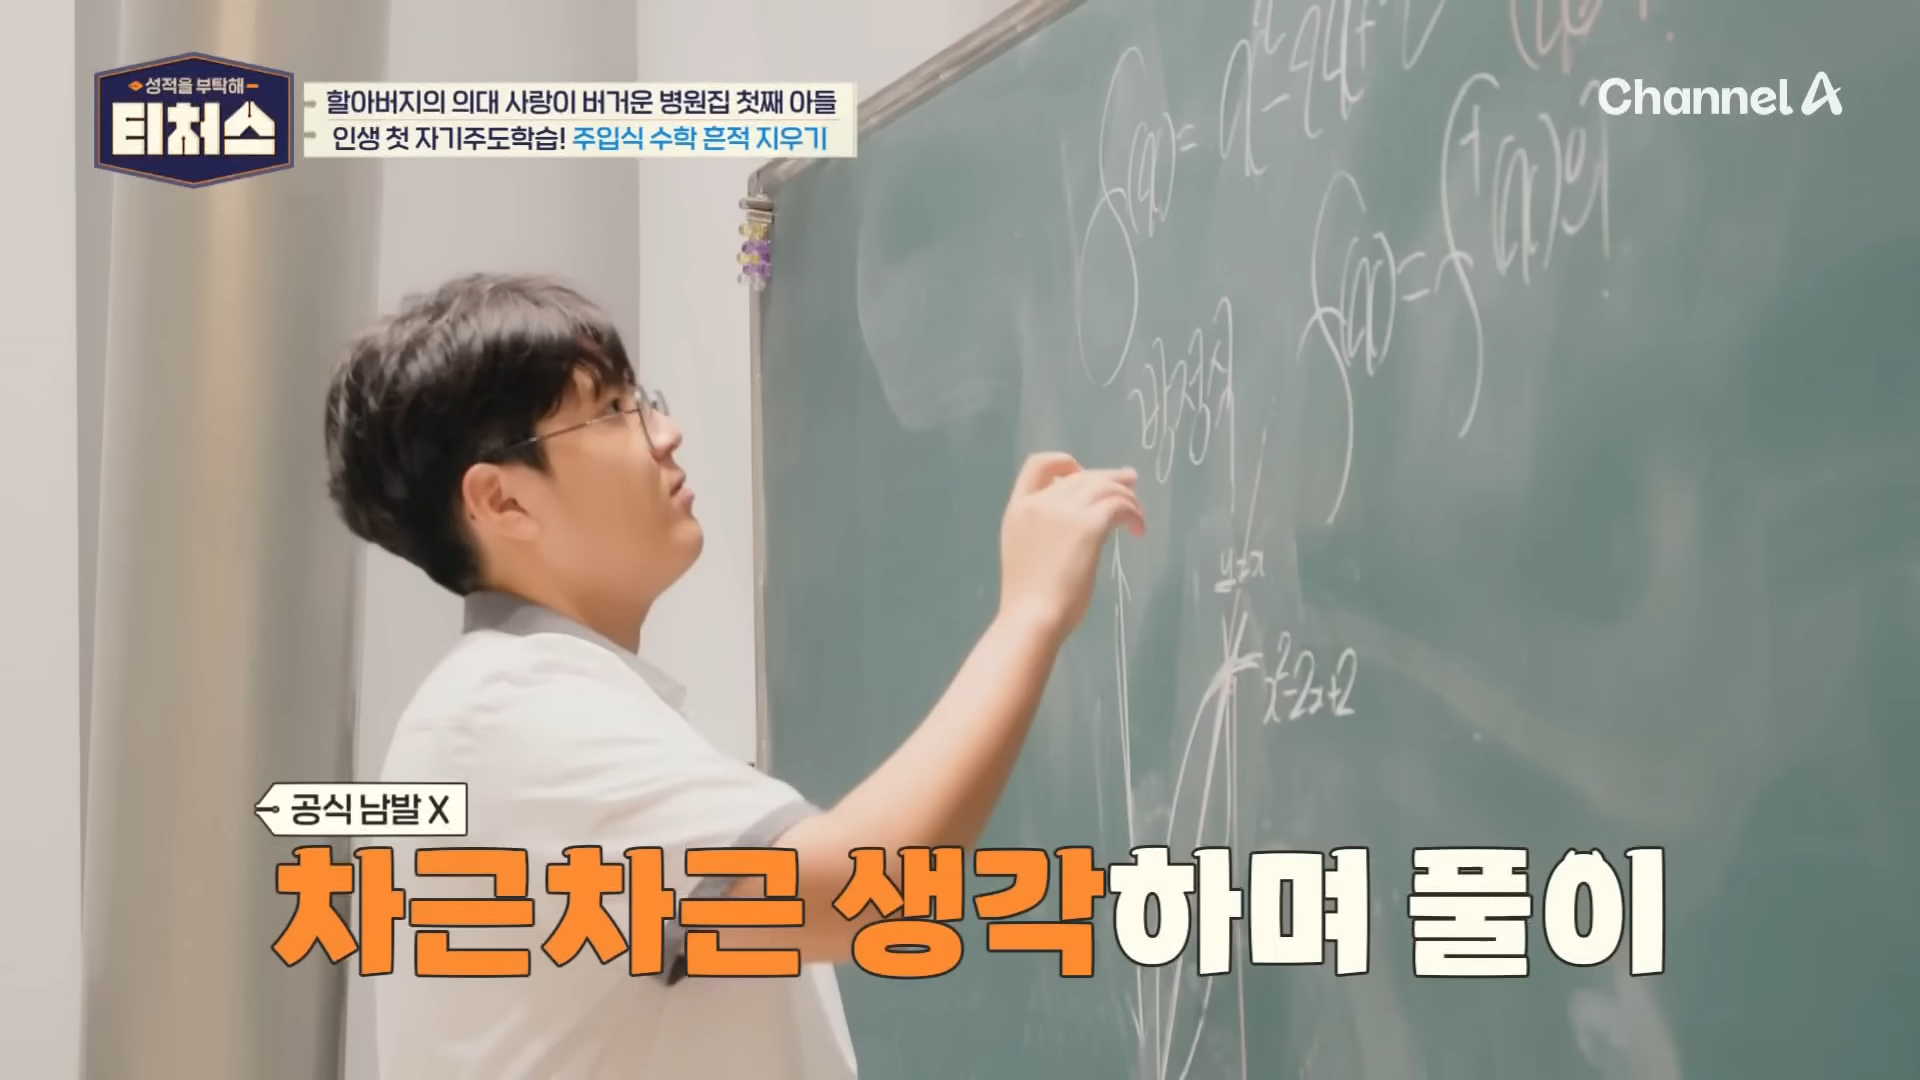 성적을 부탁해
티처스
할아버지의 의대 사랑이 버거운 병원집 첫째 아들
인생 첫 자기주도학습! 주입식 수학 흔적 지우기
Channel A
방정식
y=x
x²-2x+2
공식 남발 X
차근차근 생각하며 풀이